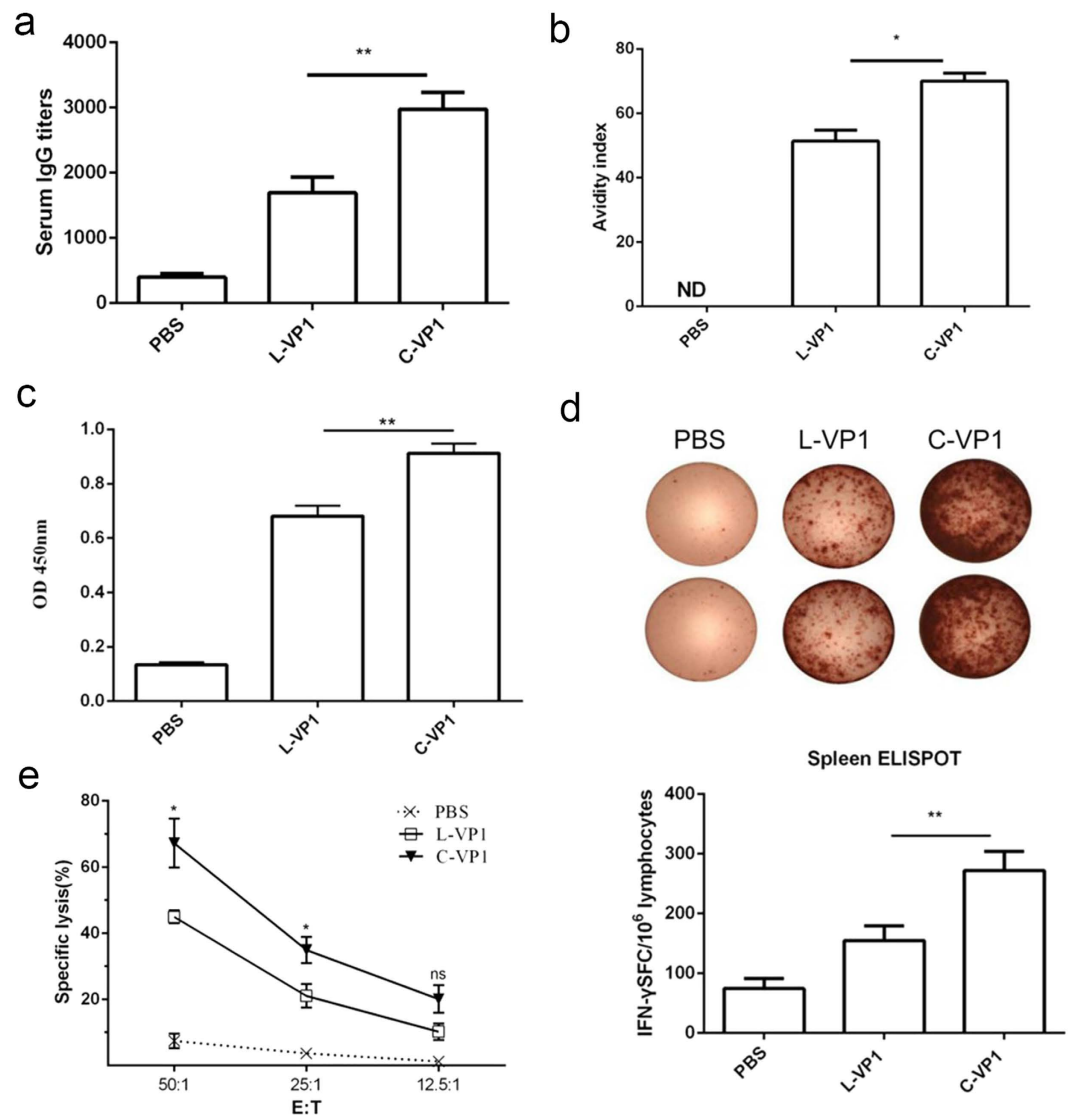 a
**
Serum IgG titers
4000
3000
2000
1000
0
PBS
L-VP1
C-VP1
b
*
Avidity index
80
60
40
20
0
ND
PBS
L-VP1
C-VP1
c
**
OD 450nm
1.0
0.8
0.6
0.4
0.2
0.0
PBS
L-VP1
C-VP1
d
PBS L-VP1 C-VP1
Spleen ELISPOT
**
IFN-γSFC/10⁶ lymphocytes
400
300
200
100
0
PBS
L-VP1
C-VP1
e
Specific lysis(%)
80
60
40
20
*
*
ns
PBS
L-VP1
C-VP1
50:1 25:1 12.5:1
E:T